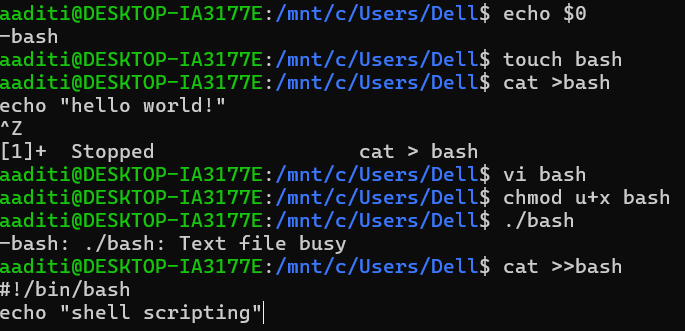 aaditi@DESKTOP-IA3177E:/mnt/c/Users/Dell$ echo $0
-bash
aaditi@DESKTOP-IA3177E:/mnt/c/Users/Dell$ touch bash
aaditi@DESKTOP-IA3177E:/mnt/c/Users/Dell$ cat >bash
echo "hello world!"
^Z
[1]+  Stopped                 cat > bash
aaditi@DESKTOP-IA3177E:/mnt/c/Users/Dell$ vi bash
aaditi@DESKTOP-IA3177E:/mnt/c/Users/Dell$ chmod u+x bash
aaditi@DESKTOP-IA3177E:/mnt/c/Users/Dell$ ./bash
-bash: ./bash: Text file busy
aaditi@DESKTOP-IA3177E:/mnt/c/Users/Dell$ cat >>bash
#!/bin/bash
echo "shell scripting"